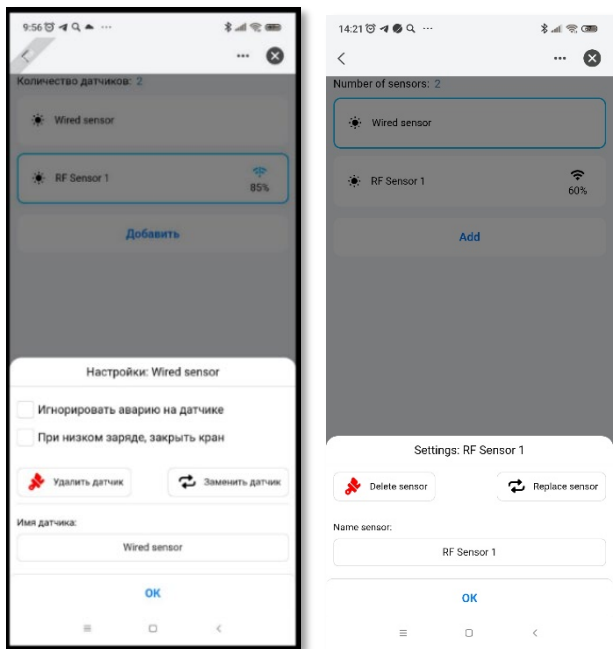 9:56
Количество датчиков: 2
Wired sensor
RF Sensor 1
85%
Добавить
Настройки: Wired sensor
Игнорировать аварию на датчике
При низком заряде, закрыть кран
Удалить датчик
Заменить датчик
Имя датчика:
Wired sensor
OK
14:21
Number of sensors: 2
Wired sensor
RF Sensor 1
60%
Add
Settings: RF Sensor 1
Delete sensor
Replace sensor
Name sensor:
RF Sensor 1
OK